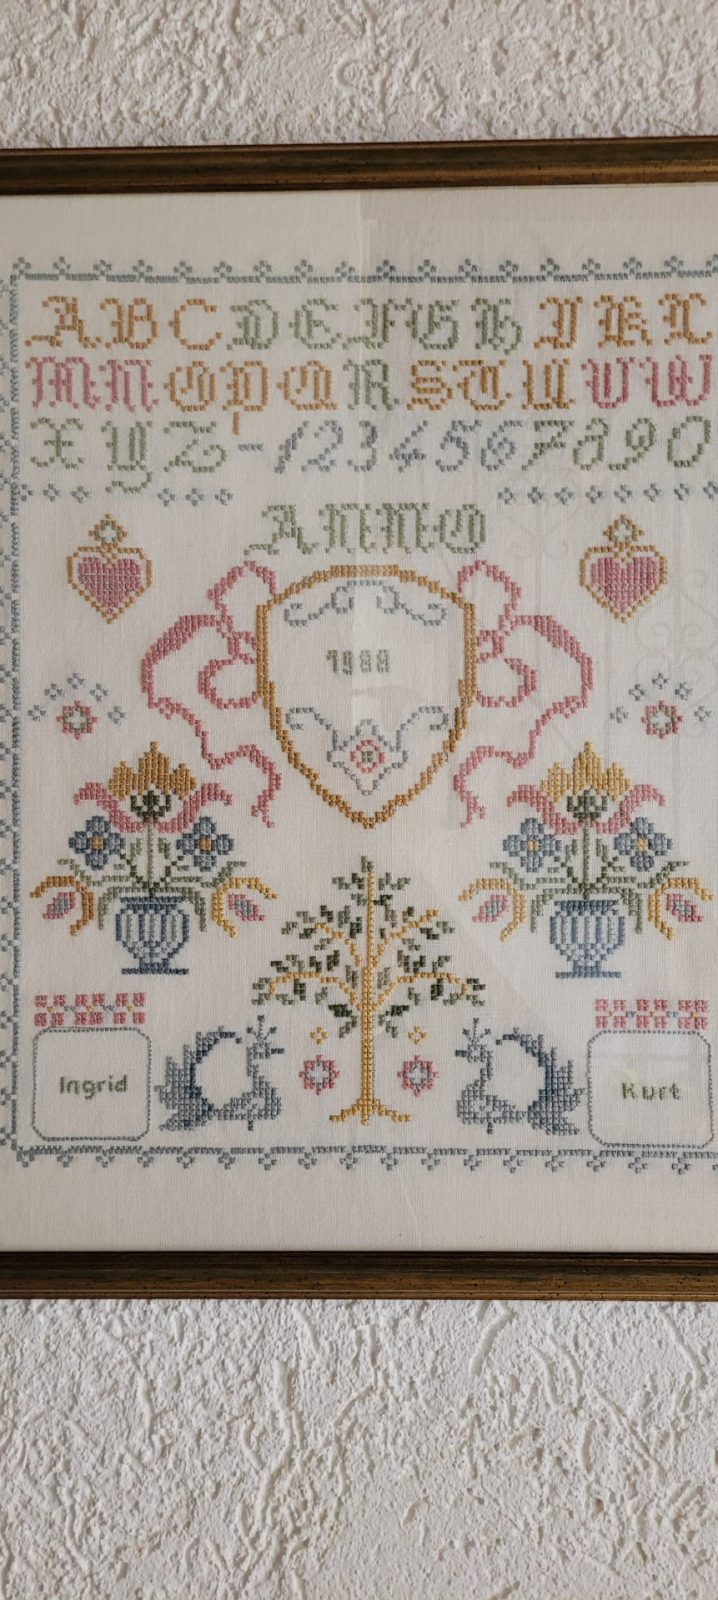 ABCDEFGHIKL
MNOPQRSTUVW
XYZ-1234567890
ANNO
1988
Ingrid
Kurt